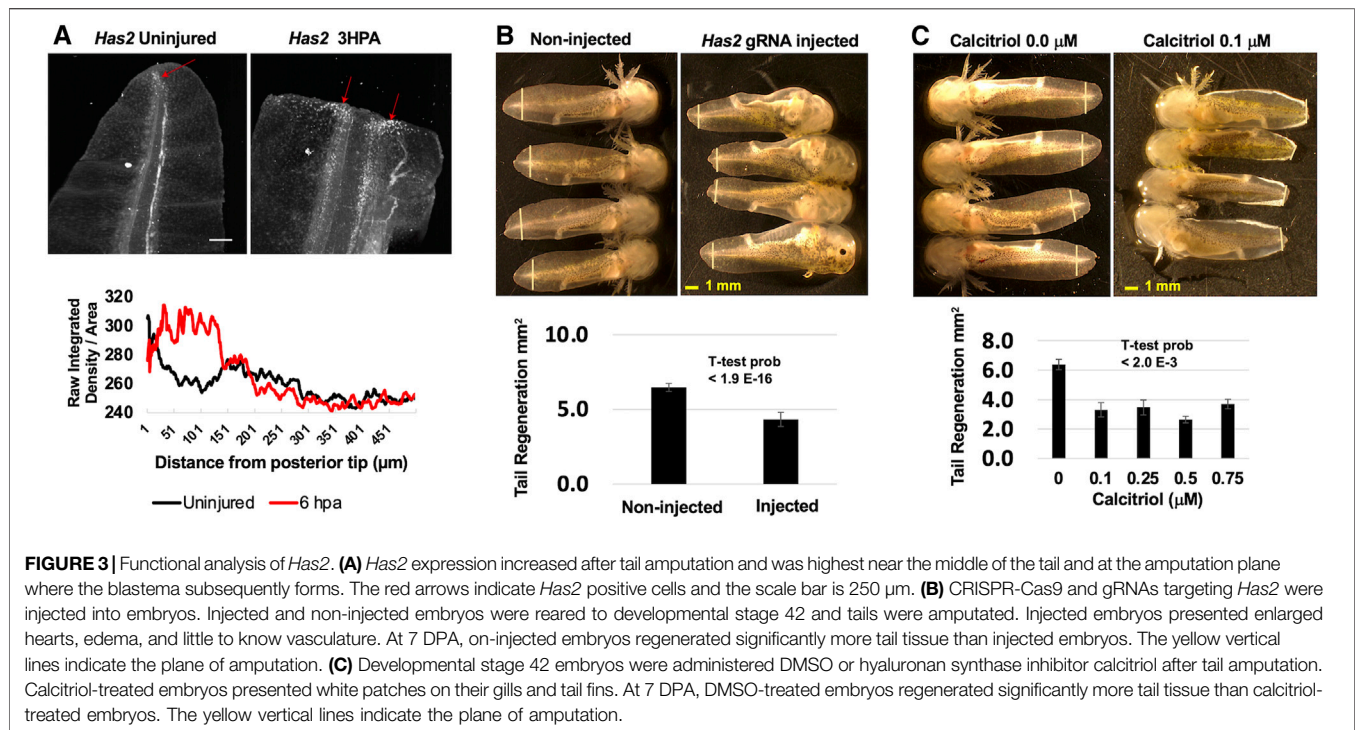 A
Has2 Uninjured
Has2 3HPA
Raw Integrated
Density / Area
320
300
280
260
240
1
51
101
151
201
251
301
351
401
451
Distance from posterior tip (µm)
Uninjured
6 hpa
B
Non-injected
Has2 gRNA injected
1 mm
Tail Regeneration mm²
10.0
5.0
0.0
T-test prob
< 1.9 E-16
Non-injected
Injected
C
Calcitriol 0.0 µM
Calcitriol 0.1 µM
1 mm
Tail Regeneration mm²
8.0
6.0
4.0
2.0
0.0
T-test prob
< 2.0 E-3
0
0.1
0.25
0.5
0.75
Calcitriol (µM)
FIGURE 3 | Functional analysis of Has2. (A) Has2 expression increased after tail amputation and was highest near the middle of the tail and at the amputation plane
where the blastema subsequently forms. The red arrows indicate Has2 positive cells and the scale bar is 250 µm. (B) CRISPR-Cas9 and gRNAs targeting Has2 were
injected into embryos. Injected and non-injected embryos were reared to developmental stage 42 and tails were amputated. Injected embryos presented enlarged
hearts, edema, and little to know vasculature. At 7 DPA, on-injected embryos regenerated significantly more tail tissue than injected embryos. The yellow vertical
lines indicate the plane of amputation. (C) Developmental stage 42 embryos were administered DMSO or hyaluronan synthase inhibitor calcitriol after tail amputation.
Calcitriol-treated embryos presented white patches on their gills and tail fins. At 7 DPA, DMSO-treated embryos regenerated significantly more tail tissue than calcitriol-
treated embryos. The yellow vertical lines indicate the plane of amputation.